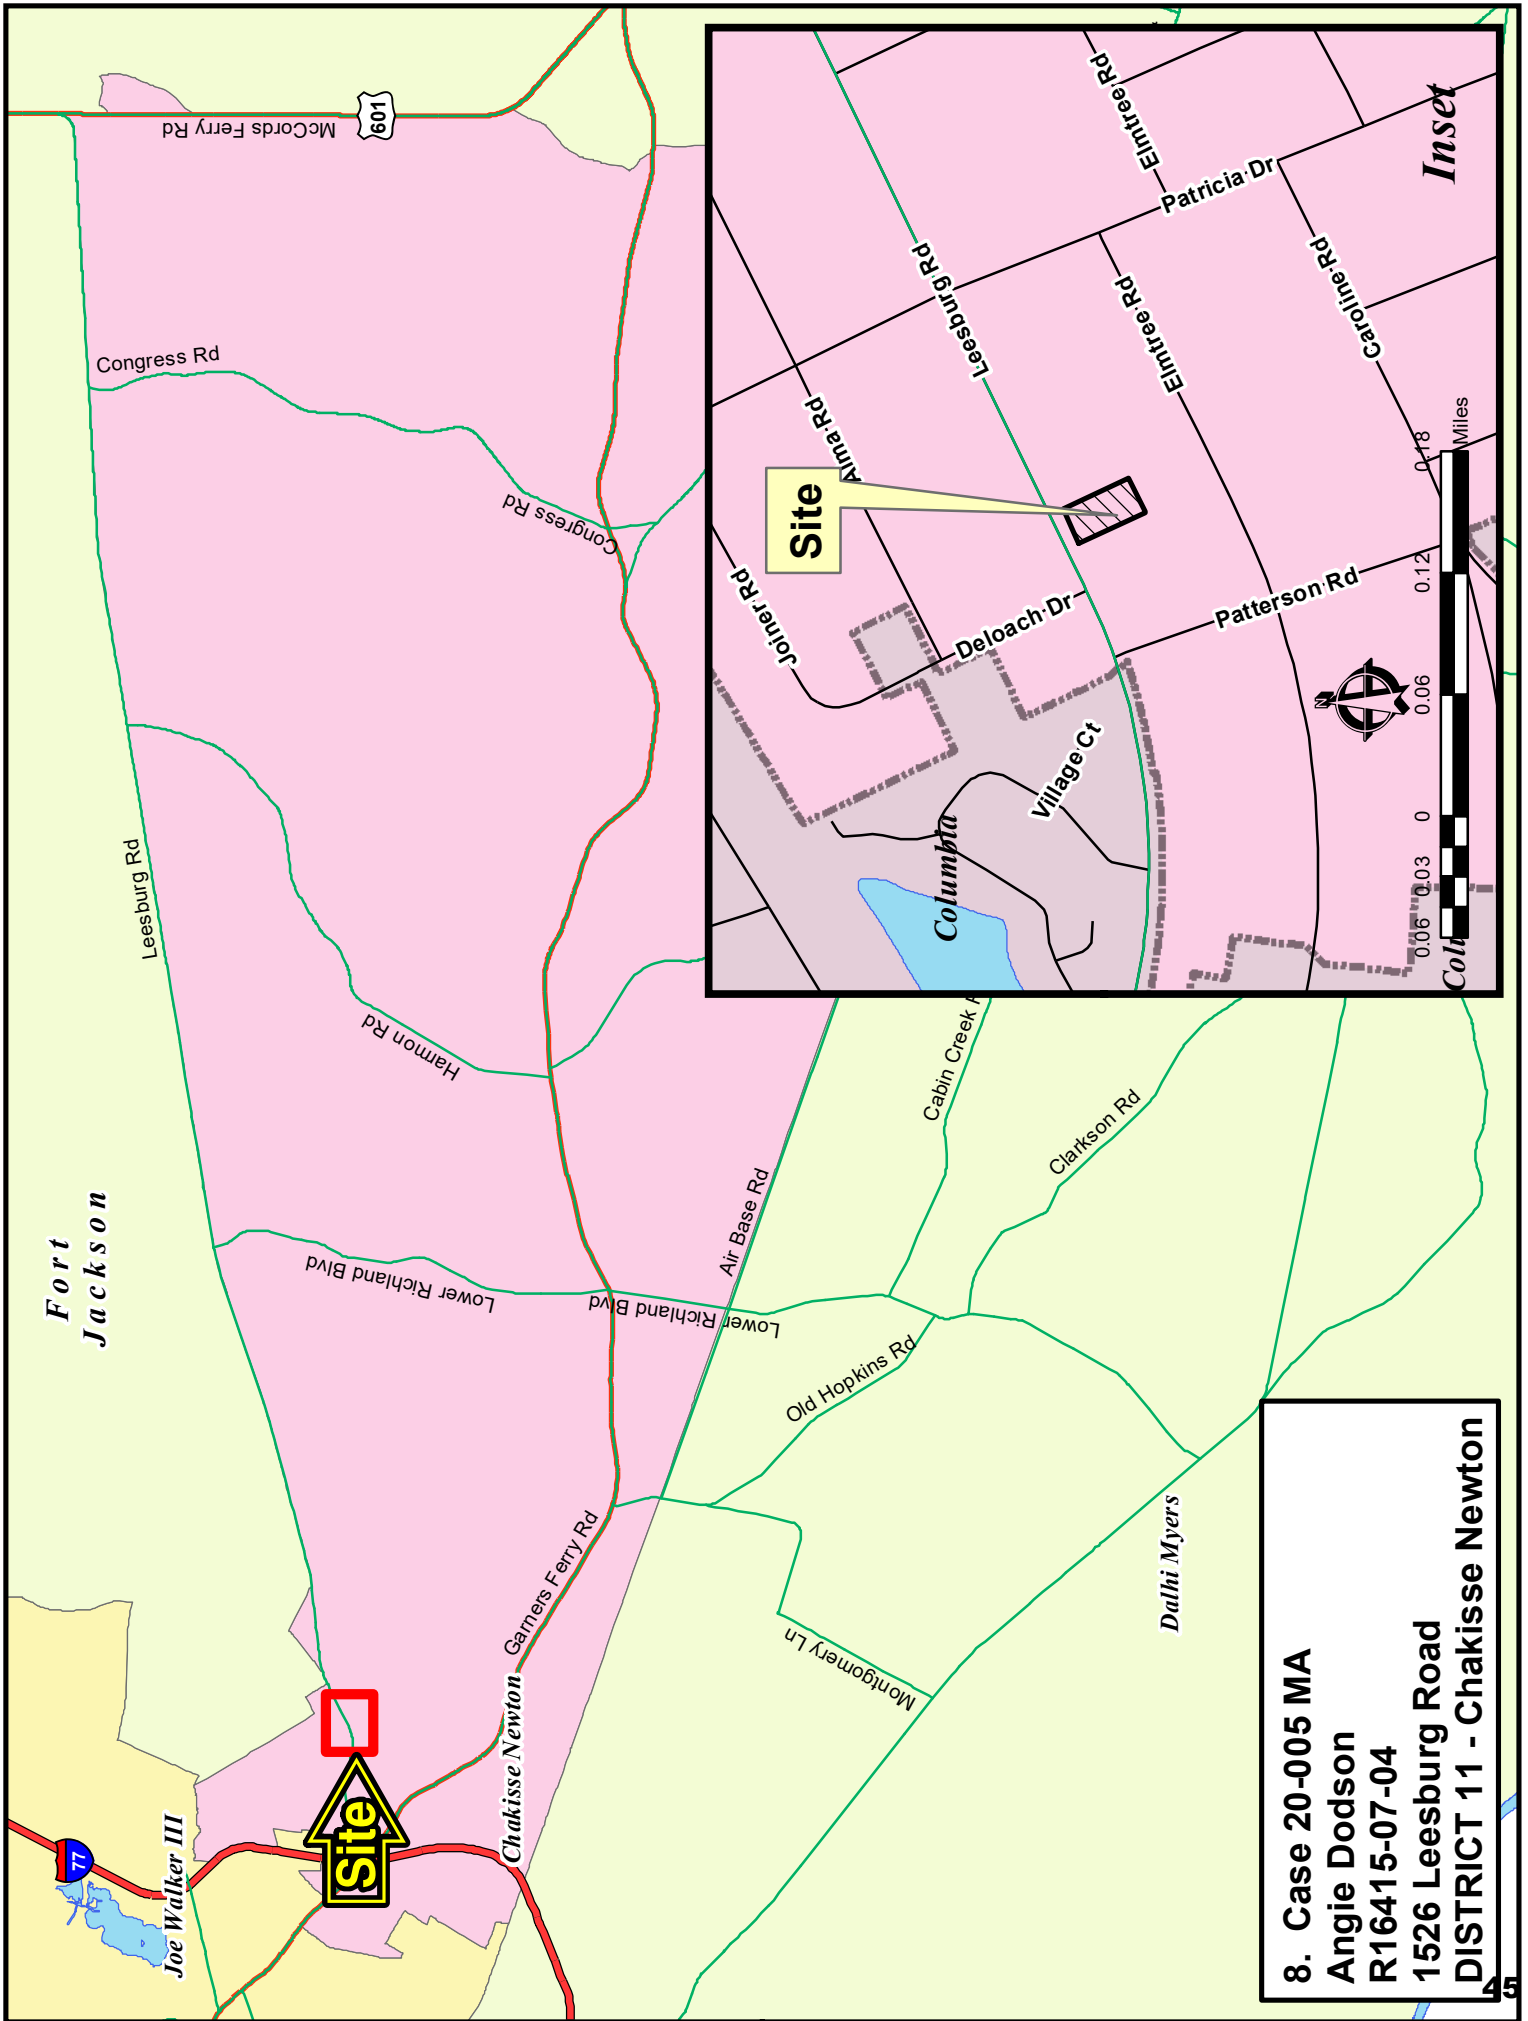 Fort
Jackson
Leesburg Rd
Congress Rd
McCords Ferry Rd
601
Congress Rd
Harmon Rd
Lower Richland Blvd
Lower Richland Blvd
Air Base Rd
Garners Ferry Rd
77
Joe Walker III
Site
Chakisse Newton
Cabin Creek
Clarkson Rd
Old Hopkins Rd
Montgomery Ln
Dalhi Myers
Site
Joiner Rd
Alma Rd
Leesburg Rd
Deloach Dr
Village Ct
Columbia
Elmtree Rd
Elmtree Rd
Patricia Dr
Patterson Rd
Caroline Rd
Inset
N
0.06 0.03 0 0.06 0.12 0.18
Miles
8. Case 20-005 MA
Angie Dodson
R16415-07-04
1526 Leesburg Road
DISTRICT 11 - Chakisse Newton
45